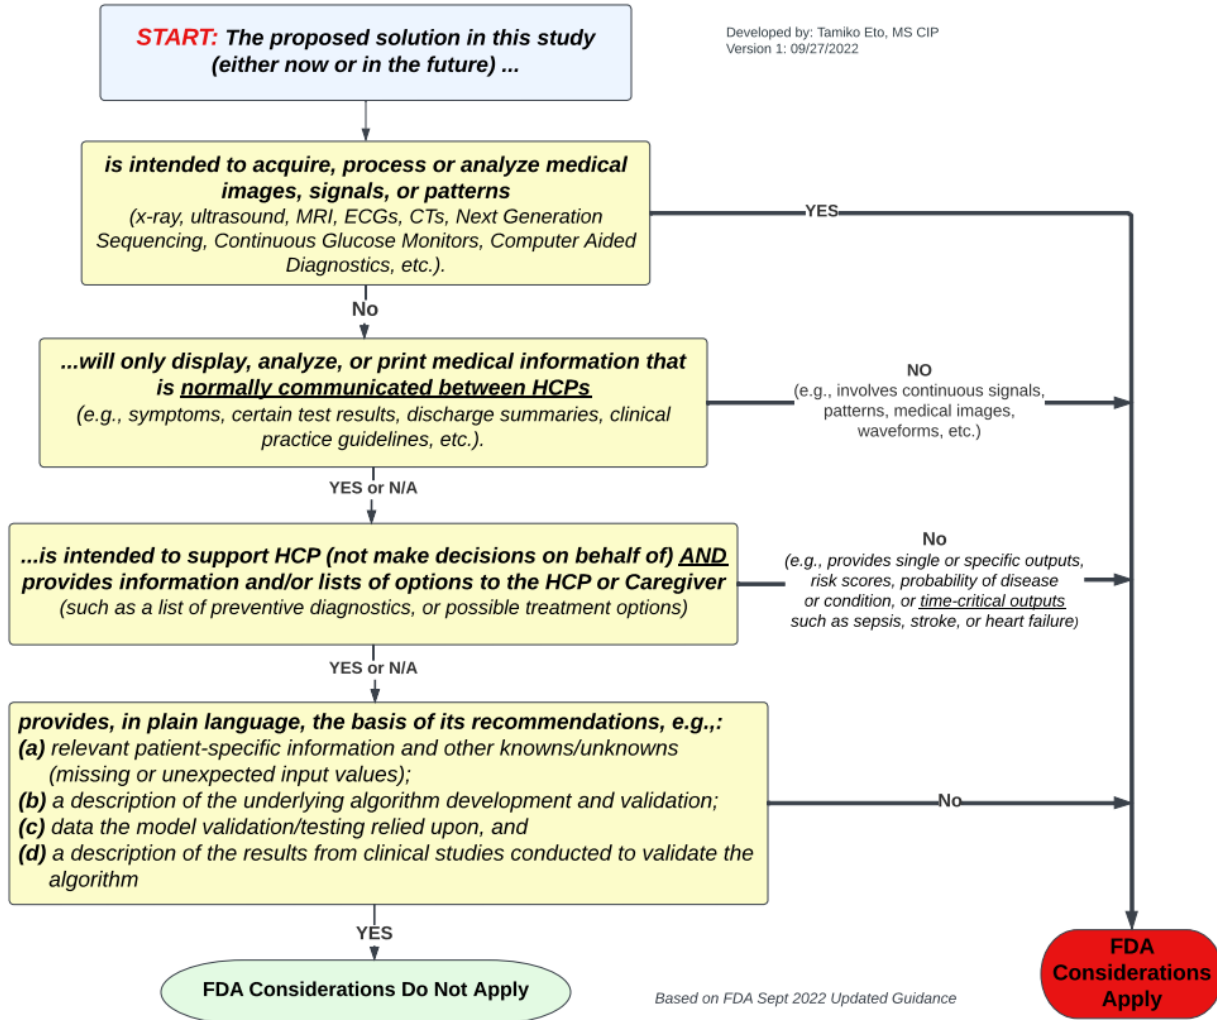 START: The proposed solution in this study
(either now or in the future) ...
Developed by: Tamiko Eto, MS CIP
Version 1: 09/27/2022
is intended to acquire, process or analyze medical
images, signals, or patterns
(x-ray, ultrasound, MRI, ECGs, CTs, Next Generation
Sequencing, Continuous Glucose Monitors, Computer Aided
Diagnostics, etc.).
YES
No
...will only display, analyze, or print medical information that
is normally communicated between HCPs
(e.g., symptoms, certain test results, discharge summaries, clinical
practice guidelines, etc.).
NO
(e.g., involves continuous signals,
patterns, medical images,
waveforms, etc.)
YES or N/A
...is intended to support HCP (not make decisions on behalf of) AND
provides information and/or lists of options to the HCP or Caregiver
(such as a list of preventive diagnostics, or possible treatment options)
No
(e.g., provides single or specific outputs,
risk scores, probability of disease
or condition, or time-critical outputs
such as sepsis, stroke, or heart failure)
YES or N/A
provides, in plain language, the basis of its recommendations, e.g.,:
(a) relevant patient-specific information and other knowns/unknowns
(missing or unexpected input values);
(b) a description of the underlying algorithm development and validation;
(c) data the model validation/testing relied upon, and
(d) a description of the results from clinical studies conducted to validate the
algorithm
No
YES
FDA Considerations Do Not Apply
Based on FDA Sept 2022 Updated Guidance
FDA
Considerations
Apply